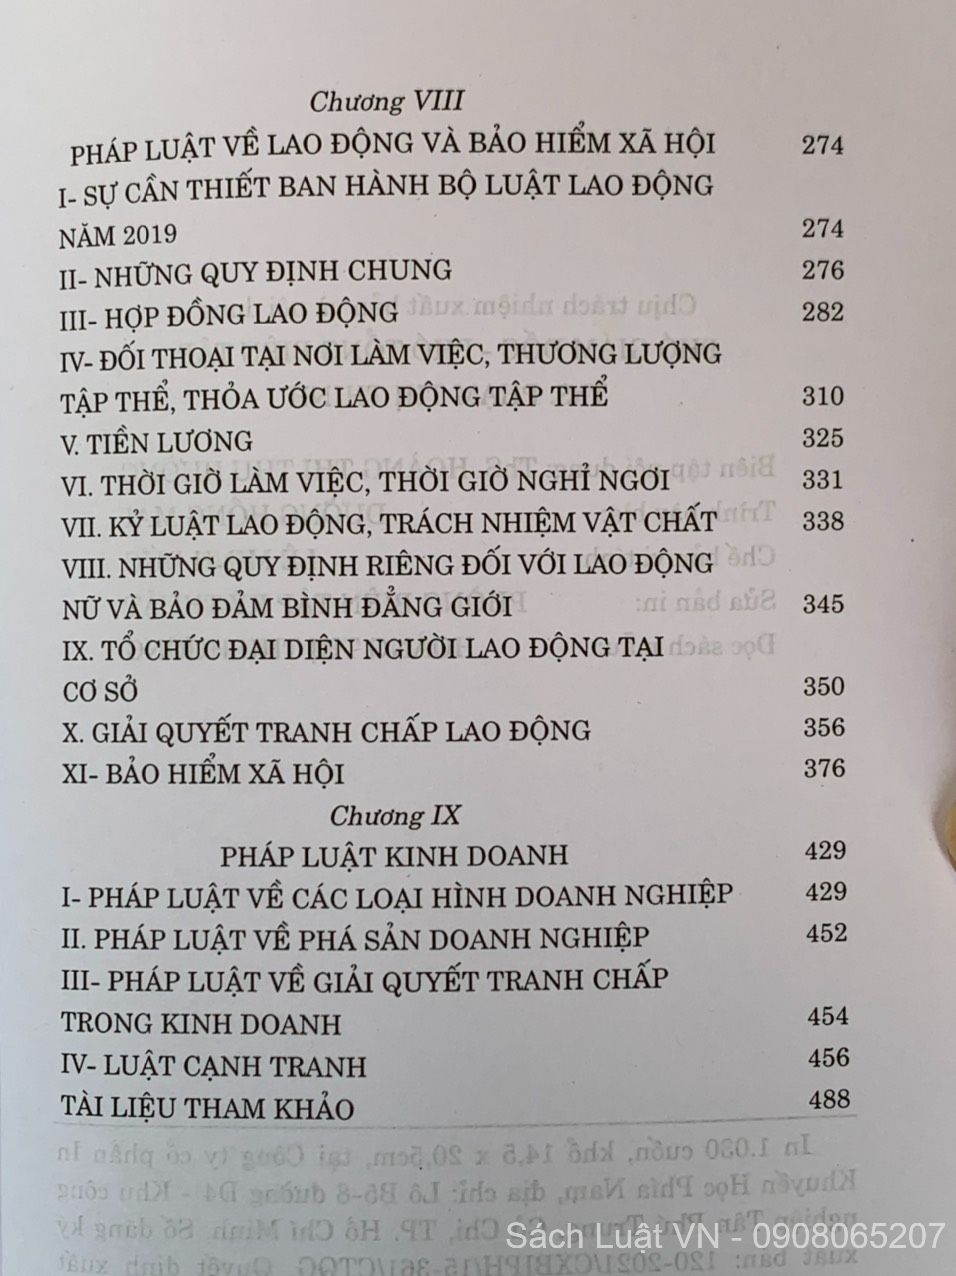 Chương VIII
PHÁP LUẬT VỀ LAO ĐỘNG VÀ BẢO HIỂM XÃ HỘI 274
I- SỰ CẦN THIẾT BAN HÀNH BỘ LUẬT LAO ĐỘNG
NĂM 2019 274
II- NHỮNG QUY ĐỊNH CHUNG 276
III- HỢP ĐỒNG LAO ĐỘNG 282
IV- ĐỐI THOẠI TẠI NƠI LÀM VIỆC, THƯƠNG LƯỢNG
TẬP THỂ, THỎA ƯỚC LAO ĐỘNG TẬP THỂ 310
V. TIỀN LƯƠNG 325
VI. THỜI GIỜ LÀM VIỆC, THỜI GIỜ NGHỈ NGƠI 331
VII. KỶ LUẬT LAO ĐỘNG, TRÁCH NHIỆM VẬT CHẤT 338
VIII. NHỮNG QUY ĐỊNH RIÊNG ĐỐI VỚI LAO ĐỘNG
NỮ VÀ BẢO ĐẢM BÌNH ĐẲNG GIỚI 345
IX. TỔ CHỨC ĐẠI DIỆN NGƯỜI LAO ĐỘNG TẠI
CƠ SỞ 350
X. GIẢI QUYẾT TRANH CHẤP LAO ĐỘNG 356
XI- BẢO HIỂM XÃ HỘI 376
Chương IX
PHÁP LUẬT KINH DOANH 429
I- PHÁP LUẬT VỀ CÁC LOẠI HÌNH DOANH NGHIỆP 429
II. PHÁP LUẬT VỀ PHÁ SẢN DOANH NGHIỆP 452
III- PHÁP LUẬT VỀ GIẢI QUYẾT TRANH CHẤP
TRONG KINH DOANH 454
IV- LUẬT CẠNH TRANH 456
TÀI LIỆU THAM KHẢO 488
Sách Luật VN - 0908065207